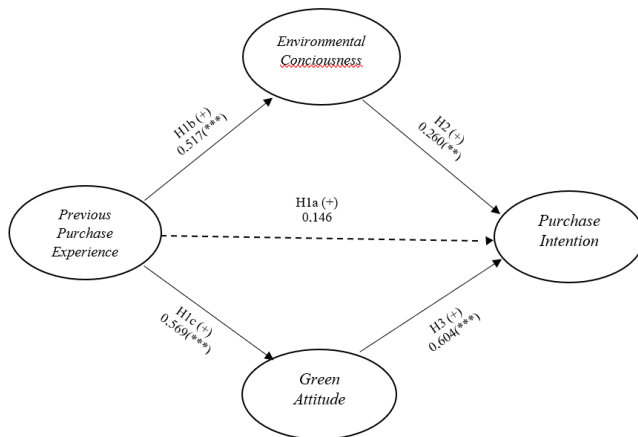 Environmental
Conciousness
H1b (+)
0.517(***)
H2 (+)
0.260(**)
H1a (+)
0.146
Previous
Purchase
Experience
Purchase
Intention
H1c (+)
0.569(***)
H3 (+)
0.604(***)
Green
Attitude